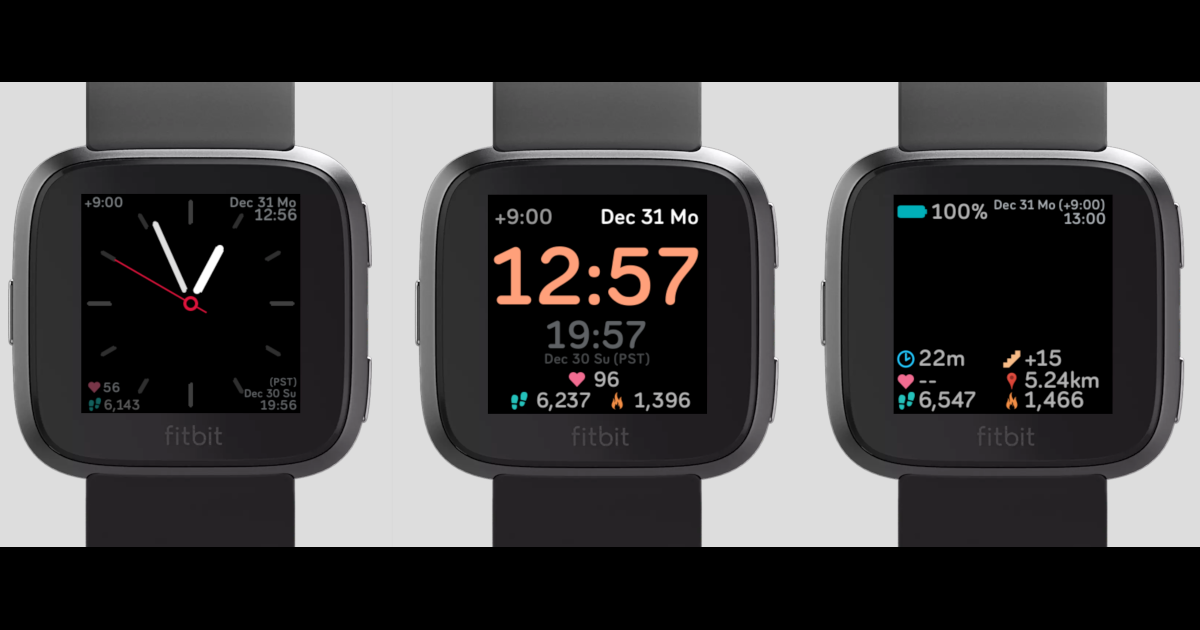 +9:00
Dec 31 Mo
12:56
56
6,143
(PST)
Dec 30 Su
19:56
fitbit
+9:00 Dec 31 Mo
12:57
19:57
Dec 30 Su (PST)
96
6,237 1,396
fitbit
100% Dec 31 Mo (+9:00)
13:00
22m +15
-- 5.24km
6,547 1,466
fitbit